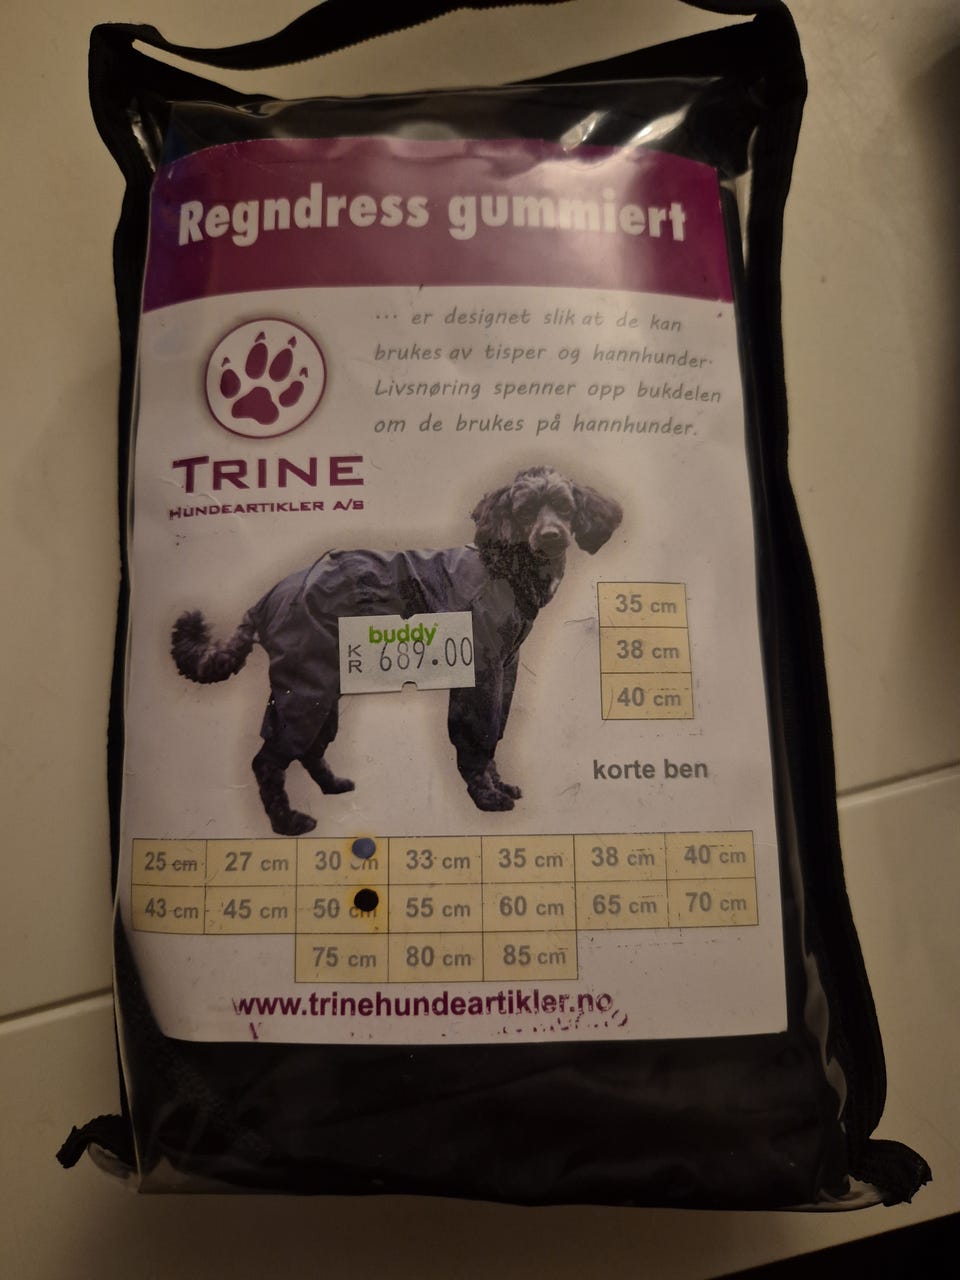 Regndress gummiert
... er designet slik at de kan
brukes av tisper og hannhunder.
Livsnøring spenner opp bukdelen
om de brukes på hannhunder.
TRINE
HUNDEARTIKLER A/S
buddy
KR 689.00
35 cm
38 cm
40 cm
korte ben
25 cm 27 cm 30 cm 33 cm 35 cm 38 cm 40 cm
43 cm 45 cm 50 cm 55 cm 60 cm 65 cm 70 cm
75 cm 80 cm 85 cm
www.trinehundeartikler.no